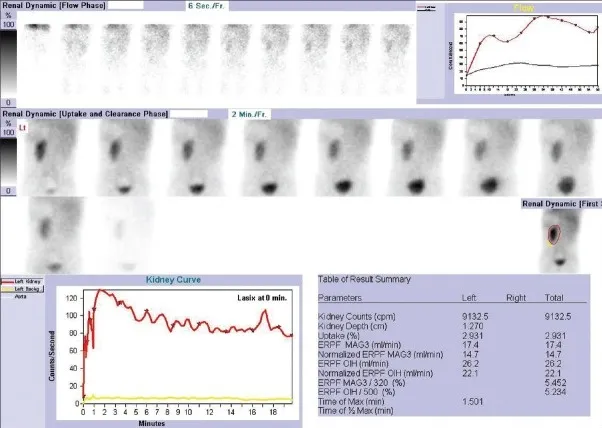 Renal Dynamic [Flow Phase]
6 Sec./Fr.
%
100
0
Flow
Renal Dynamic [Uptake and Clearance Phase]
2 Min./Fr.
%
100
0
Lt
Renal Dynamic [First
Left Kidney
Left Backg
Aorta
Kidney Curve
Lasix at 0 min.
Counts/Second
120
100
80
60
40
20
0
0 1 2 3 4 6 8 10 12 14 16 18
Minutes
Table of Result Summary
Parameters Left Right Total
Kidney Counts (cpm) 9132.5 9132.5
Kidney Depth (cm) 1.270
Uptake (%) 2.931 2.931
ERPF MAG3 (ml/min) 17.4 17.4
Normalized ERPF MAG3 (ml/min) 14.7 14.7
ERPF OIH (ml/min) 26.2 26.2
Normalized ERPF OIH (ml/min) 22.1 22.1
ERPF MAG3 / 320 (%) 5.452
ERPF OIH / 500 (%) 5.234
Time of Max (min) 1.501
Time of ½ Max (min)